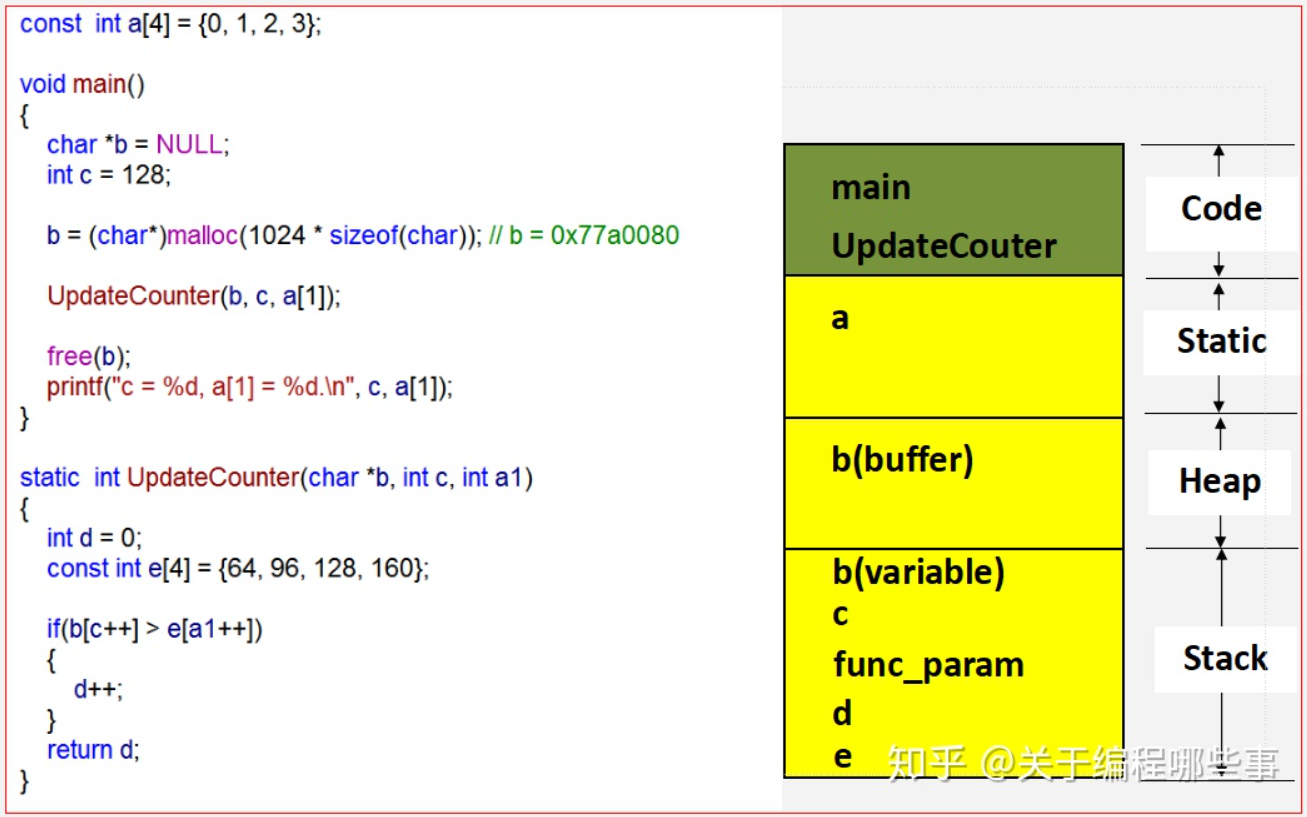 const int a[4] = {0, 1, 2, 3};
void main()
{
char *b = NULL;
int c = 128;
b = (char*)malloc(1024 * sizeof(char)); // b = 0x77a0080
UpdateCounter(b, c, a[1]);
free(b);
printf("c = %d, a[1] = %d.\n", c, a[1]);
}
static int UpdateCounter(char *b, int c, int a1)
{
int d = 0;
const int e[4] = {64, 96, 128, 160};
if(b[c++] > e[a1++])
{
d++;
}
return d;
}
main
UpdateCouter
Code
a
Static
b(buffer)
Heap
b(variable)
c
func_param
d
e
Stack
知乎 @关于编程哪些事